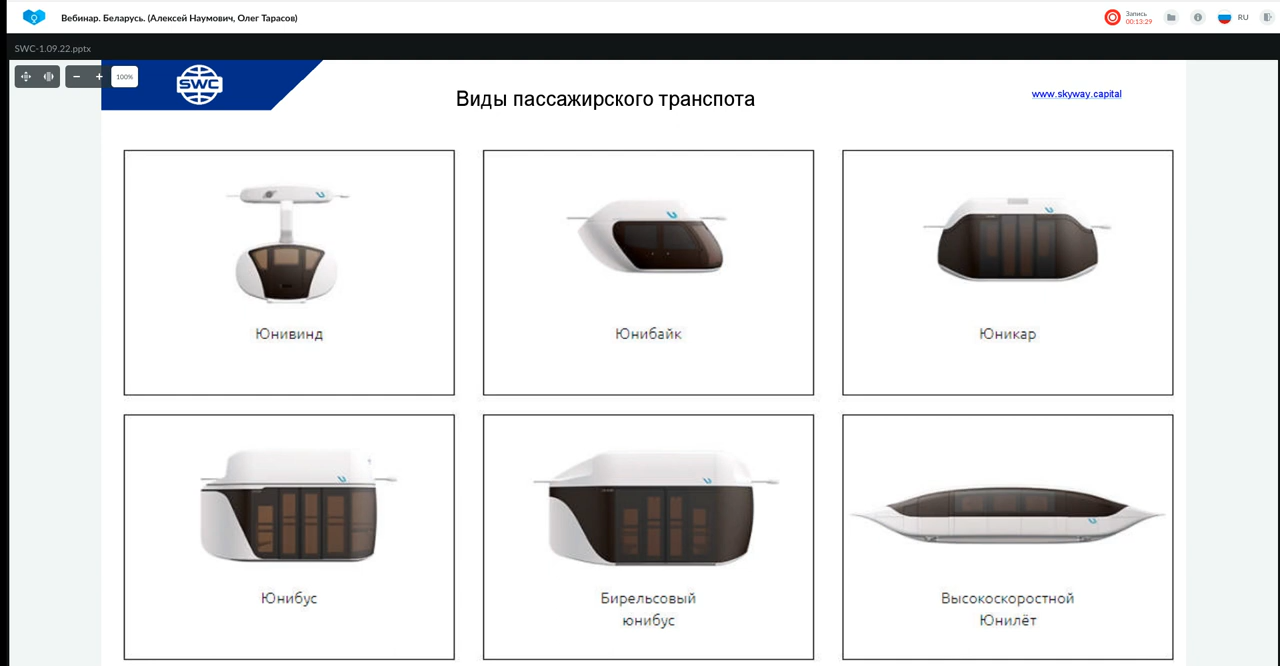 Вебинар. Беларусь. (Алексей Наумович, Олег Тарасов)
Запись
00:13:29
RU
SWC-1.09.22.pptx
100%
SWC
Виды пассажирского транспота
www.skyway.capital
Юнивинд
Юнибайк
Юникар
Юнибус
Бирельсовый
юнибус
Высокоскоростной
Юнилёт